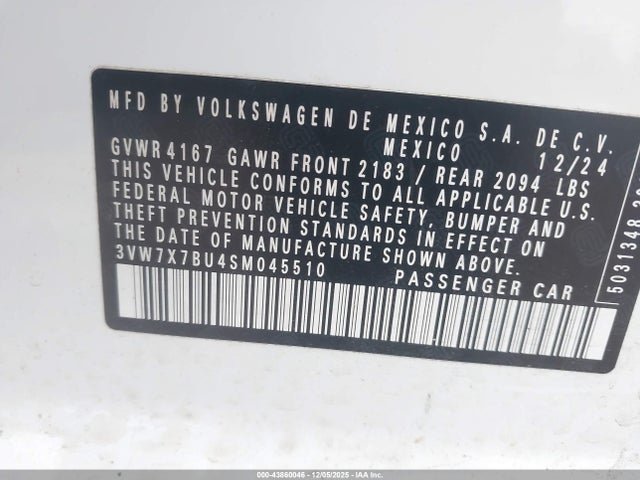 MFD BY VOLKSWAGEN DE MEXICO S.A. DE C.V.
MEXICO 12/24
GVWR 4167 GAWR FRONT 2183 / REAR 2094 LBS
THIS VEHICLE CONFORMS TO ALL APPLICABLE U.S.
FEDERAL MOTOR VEHICLE SAFETY, BUMPER AND
THEFT PREVENTION STANDARDS IN EFFECT ON
THE DATE OF MANUFACTURE SHOWN ABOVE.
3VW7X7BU4SM045510 PASSENGER CAR
5031348
000-43860046 - 12/05/2025 - IAA Inc.